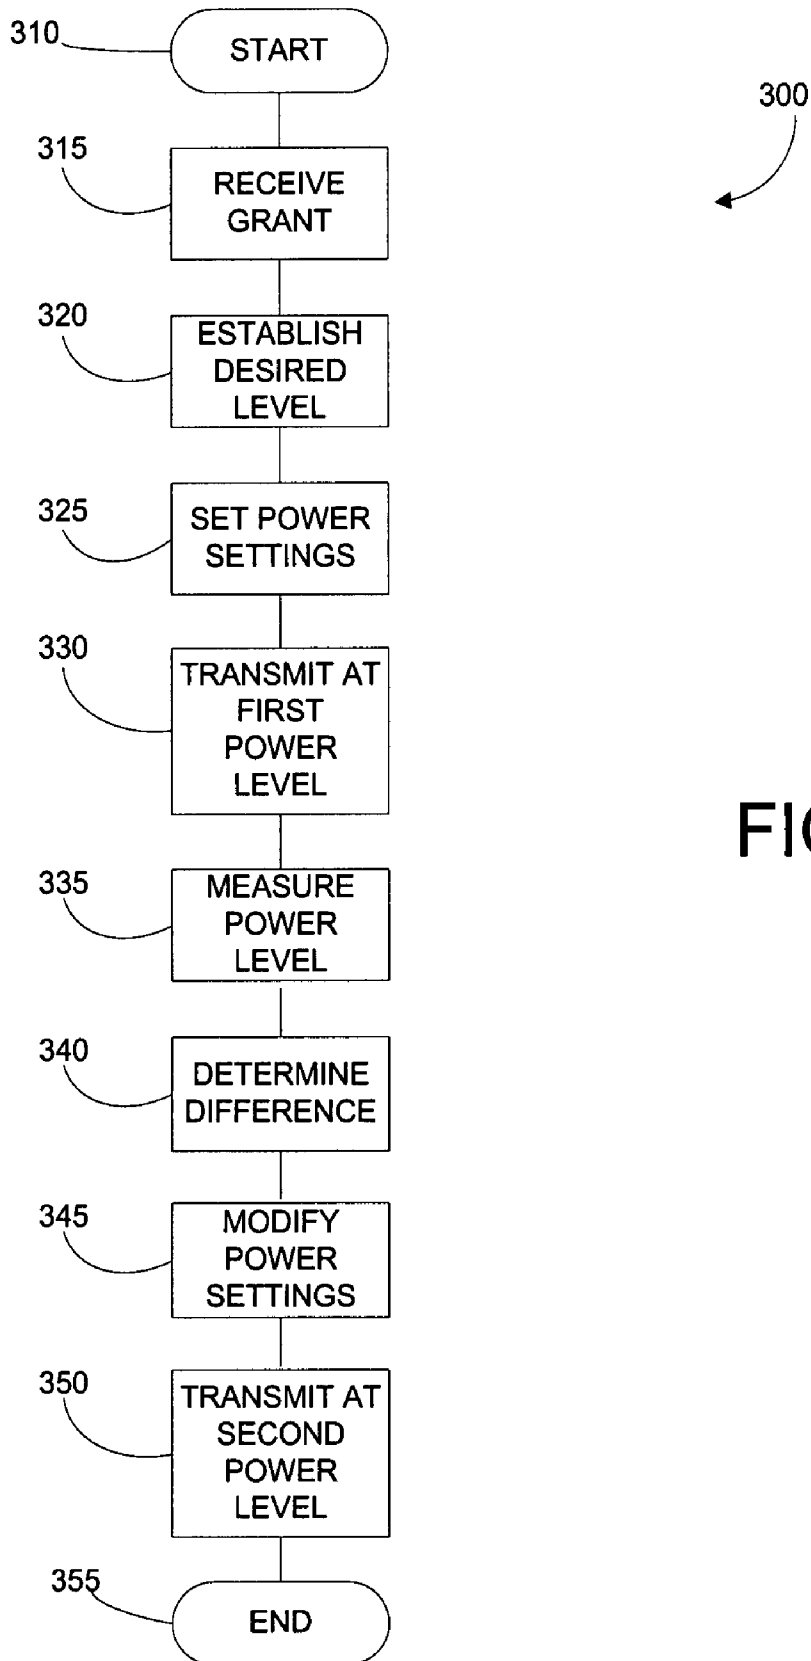 310
START
300
315
RECEIVE
GRANT
320
ESTABLISH
DESIRED
LEVEL
325
SET POWER
SETTINGS
330
TRANSMIT AT
FIRST
POWER
LEVEL
FI
335
MEASURE
POWER
LEVEL
340
DETERMINE
DIFFERENCE
345
MODIFY
POWER
SETTINGS
350
TRANSMIT AT
SECOND
POWER
LEVEL
355
END